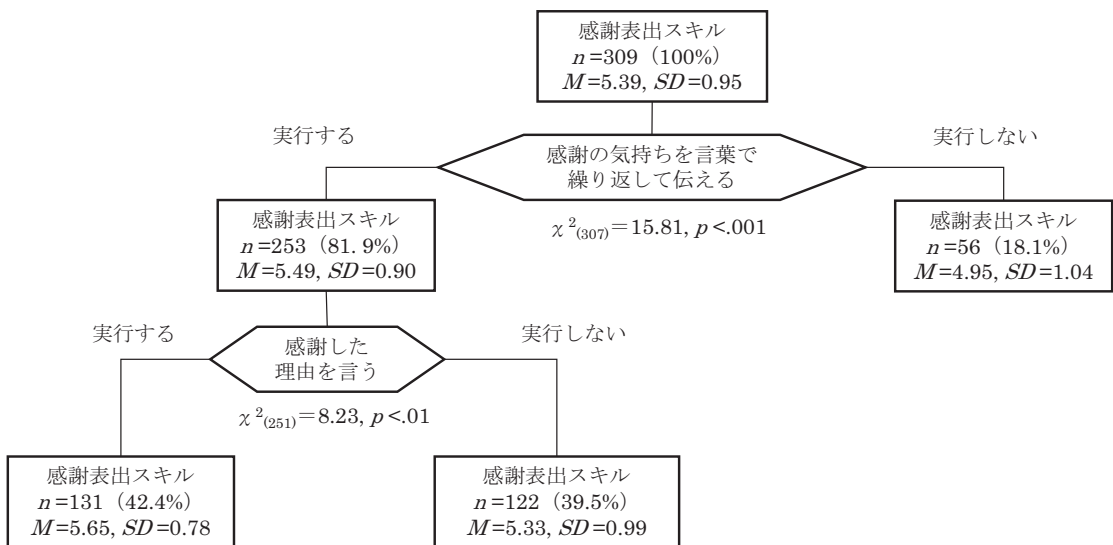 感謝表出スキル
n=309（100%）
M=5.39, SD=0.95
実行する
実行しない
感謝の気持ちを言葉で
繰り返して伝える
χ²₍₃₀₇₎=15.81, p<.001
感謝表出スキル
n=253（81. 9%）
M=5.49, SD=0.90
感謝表出スキル
n=56（18.1%）
M=4.95, SD=1.04
実行する
実行しない
感謝した
理由を言う
χ²₍₂₅₁₎=8.23, p<.01
感謝表出スキル
n=131（42.4%）
M=5.65, SD=0.78
感謝表出スキル
n=122（39.5%）
M=5.33, SD=0.99